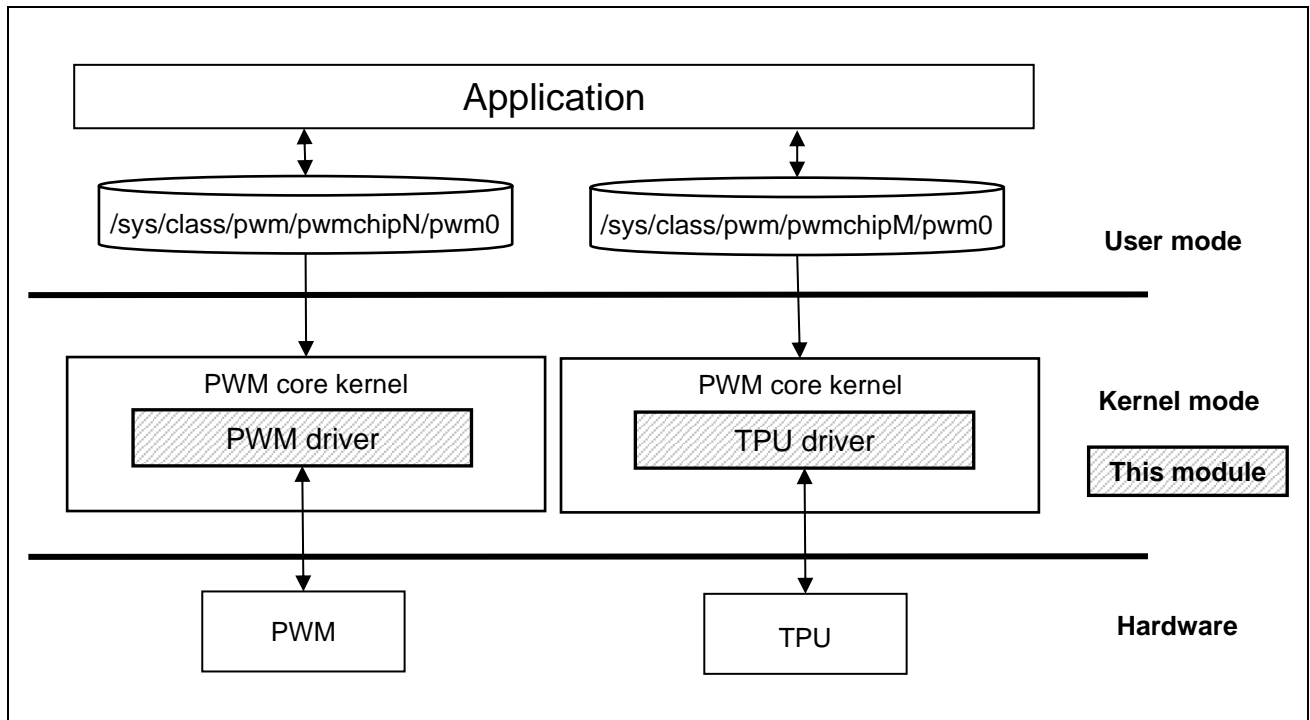 Application
/sys/class/pwm/pwmchipN/pwm0
/sys/class/pwm/pwmchipM/pwm0
User mode
PWM core kernel
PWM driver
PWM core kernel
TPU driver
Kernel mode
This module
PWM
TPU
Hardware